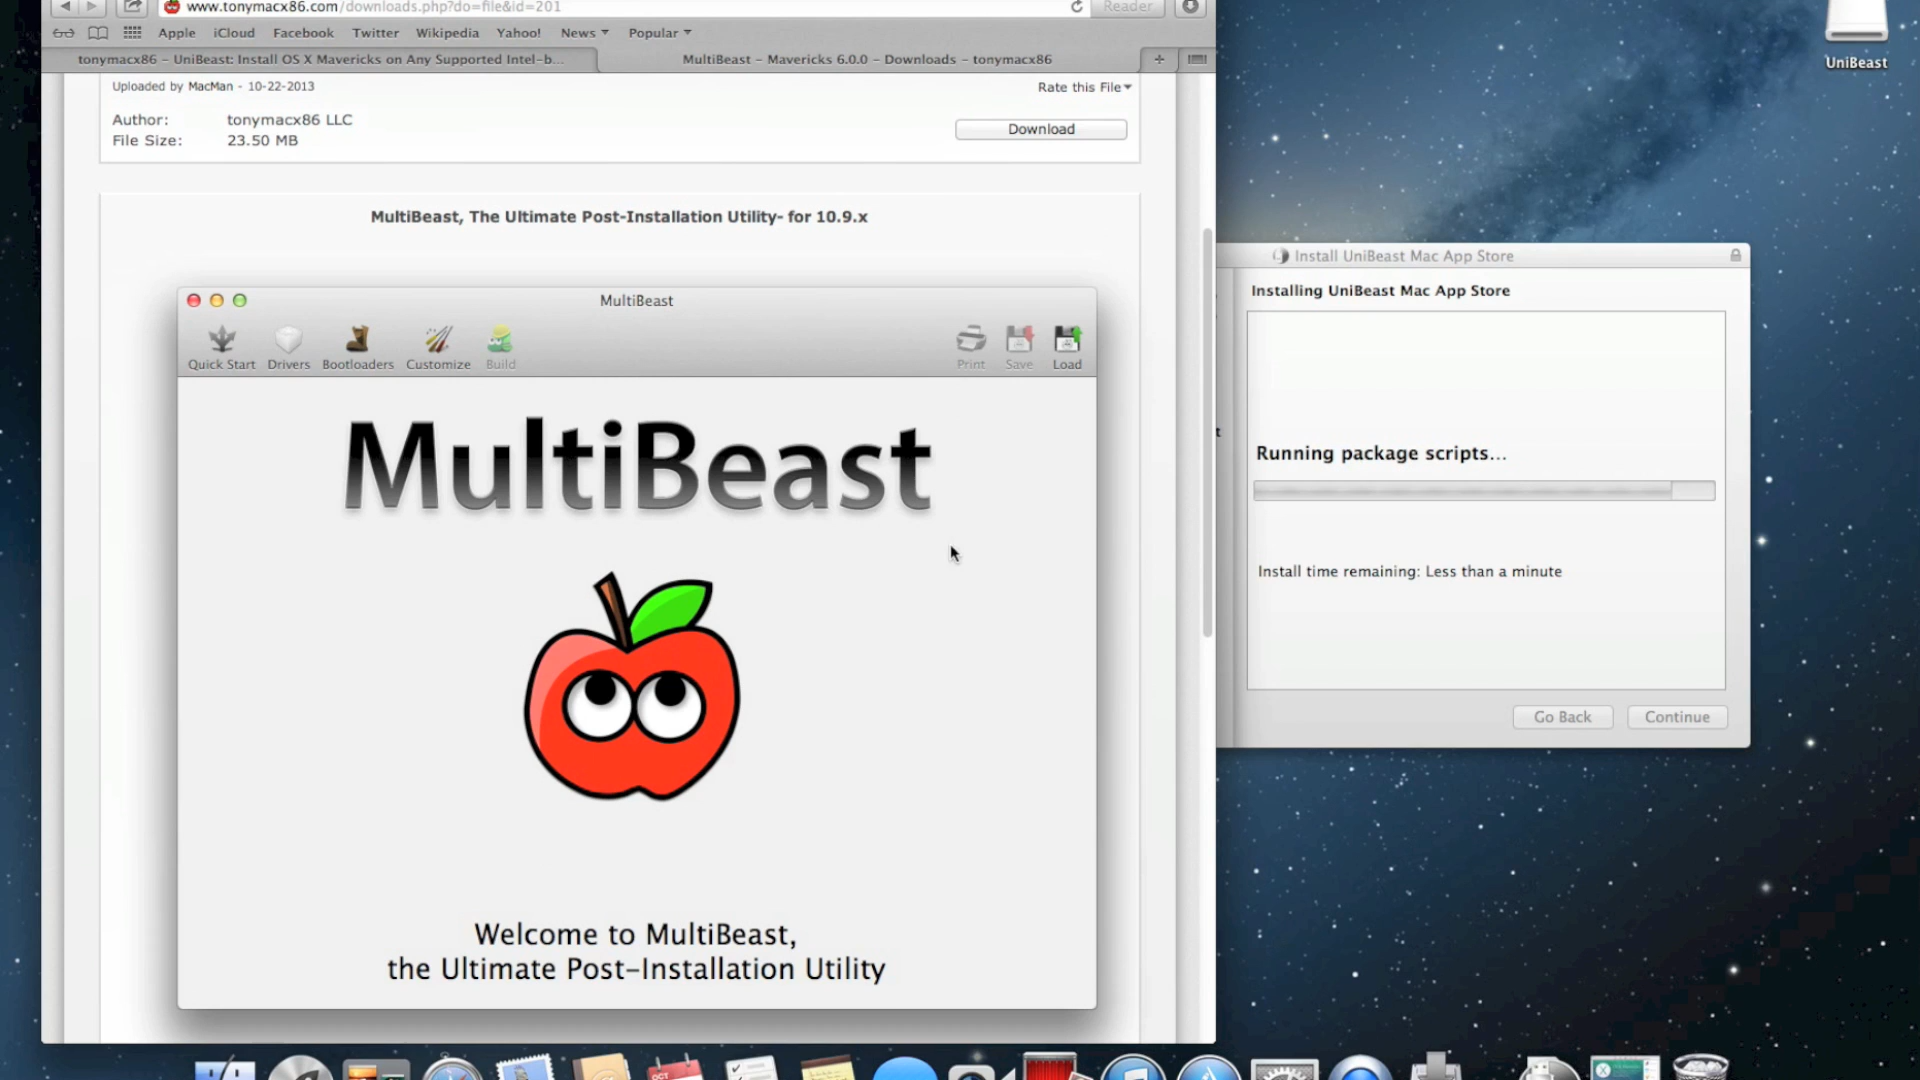 www.tonymacx86.com/downloads.php?do=file&id=201
Reader
Apple iCloud Facebook Twitter Wikipedia Yahoo! News Popular
tonymacx86 – UniBeast: Install OS X Mavericks on Any Supported Intel-b...
MultiBeast – Mavericks 6.0.0 – Downloads – tonymacx86
Uploaded by MacMan - 10-22-2013
Rate this File
Author: tonymacx86 LLC
File Size: 23.50 MB
Download
MultiBeast, The Ultimate Post-Installation Utility- for 10.9.x
MultiBeast
Quick Start Drivers Bootloaders Customize Build Print Save Load
MultiBeast
Welcome to MultiBeast,
the Ultimate Post-Installation Utility
UniBeast
Install UniBeast Mac App Store
Installing UniBeast Mac App Store
Running package scripts...
Install time remaining: Less than a minute
Go Back Continue
OCT